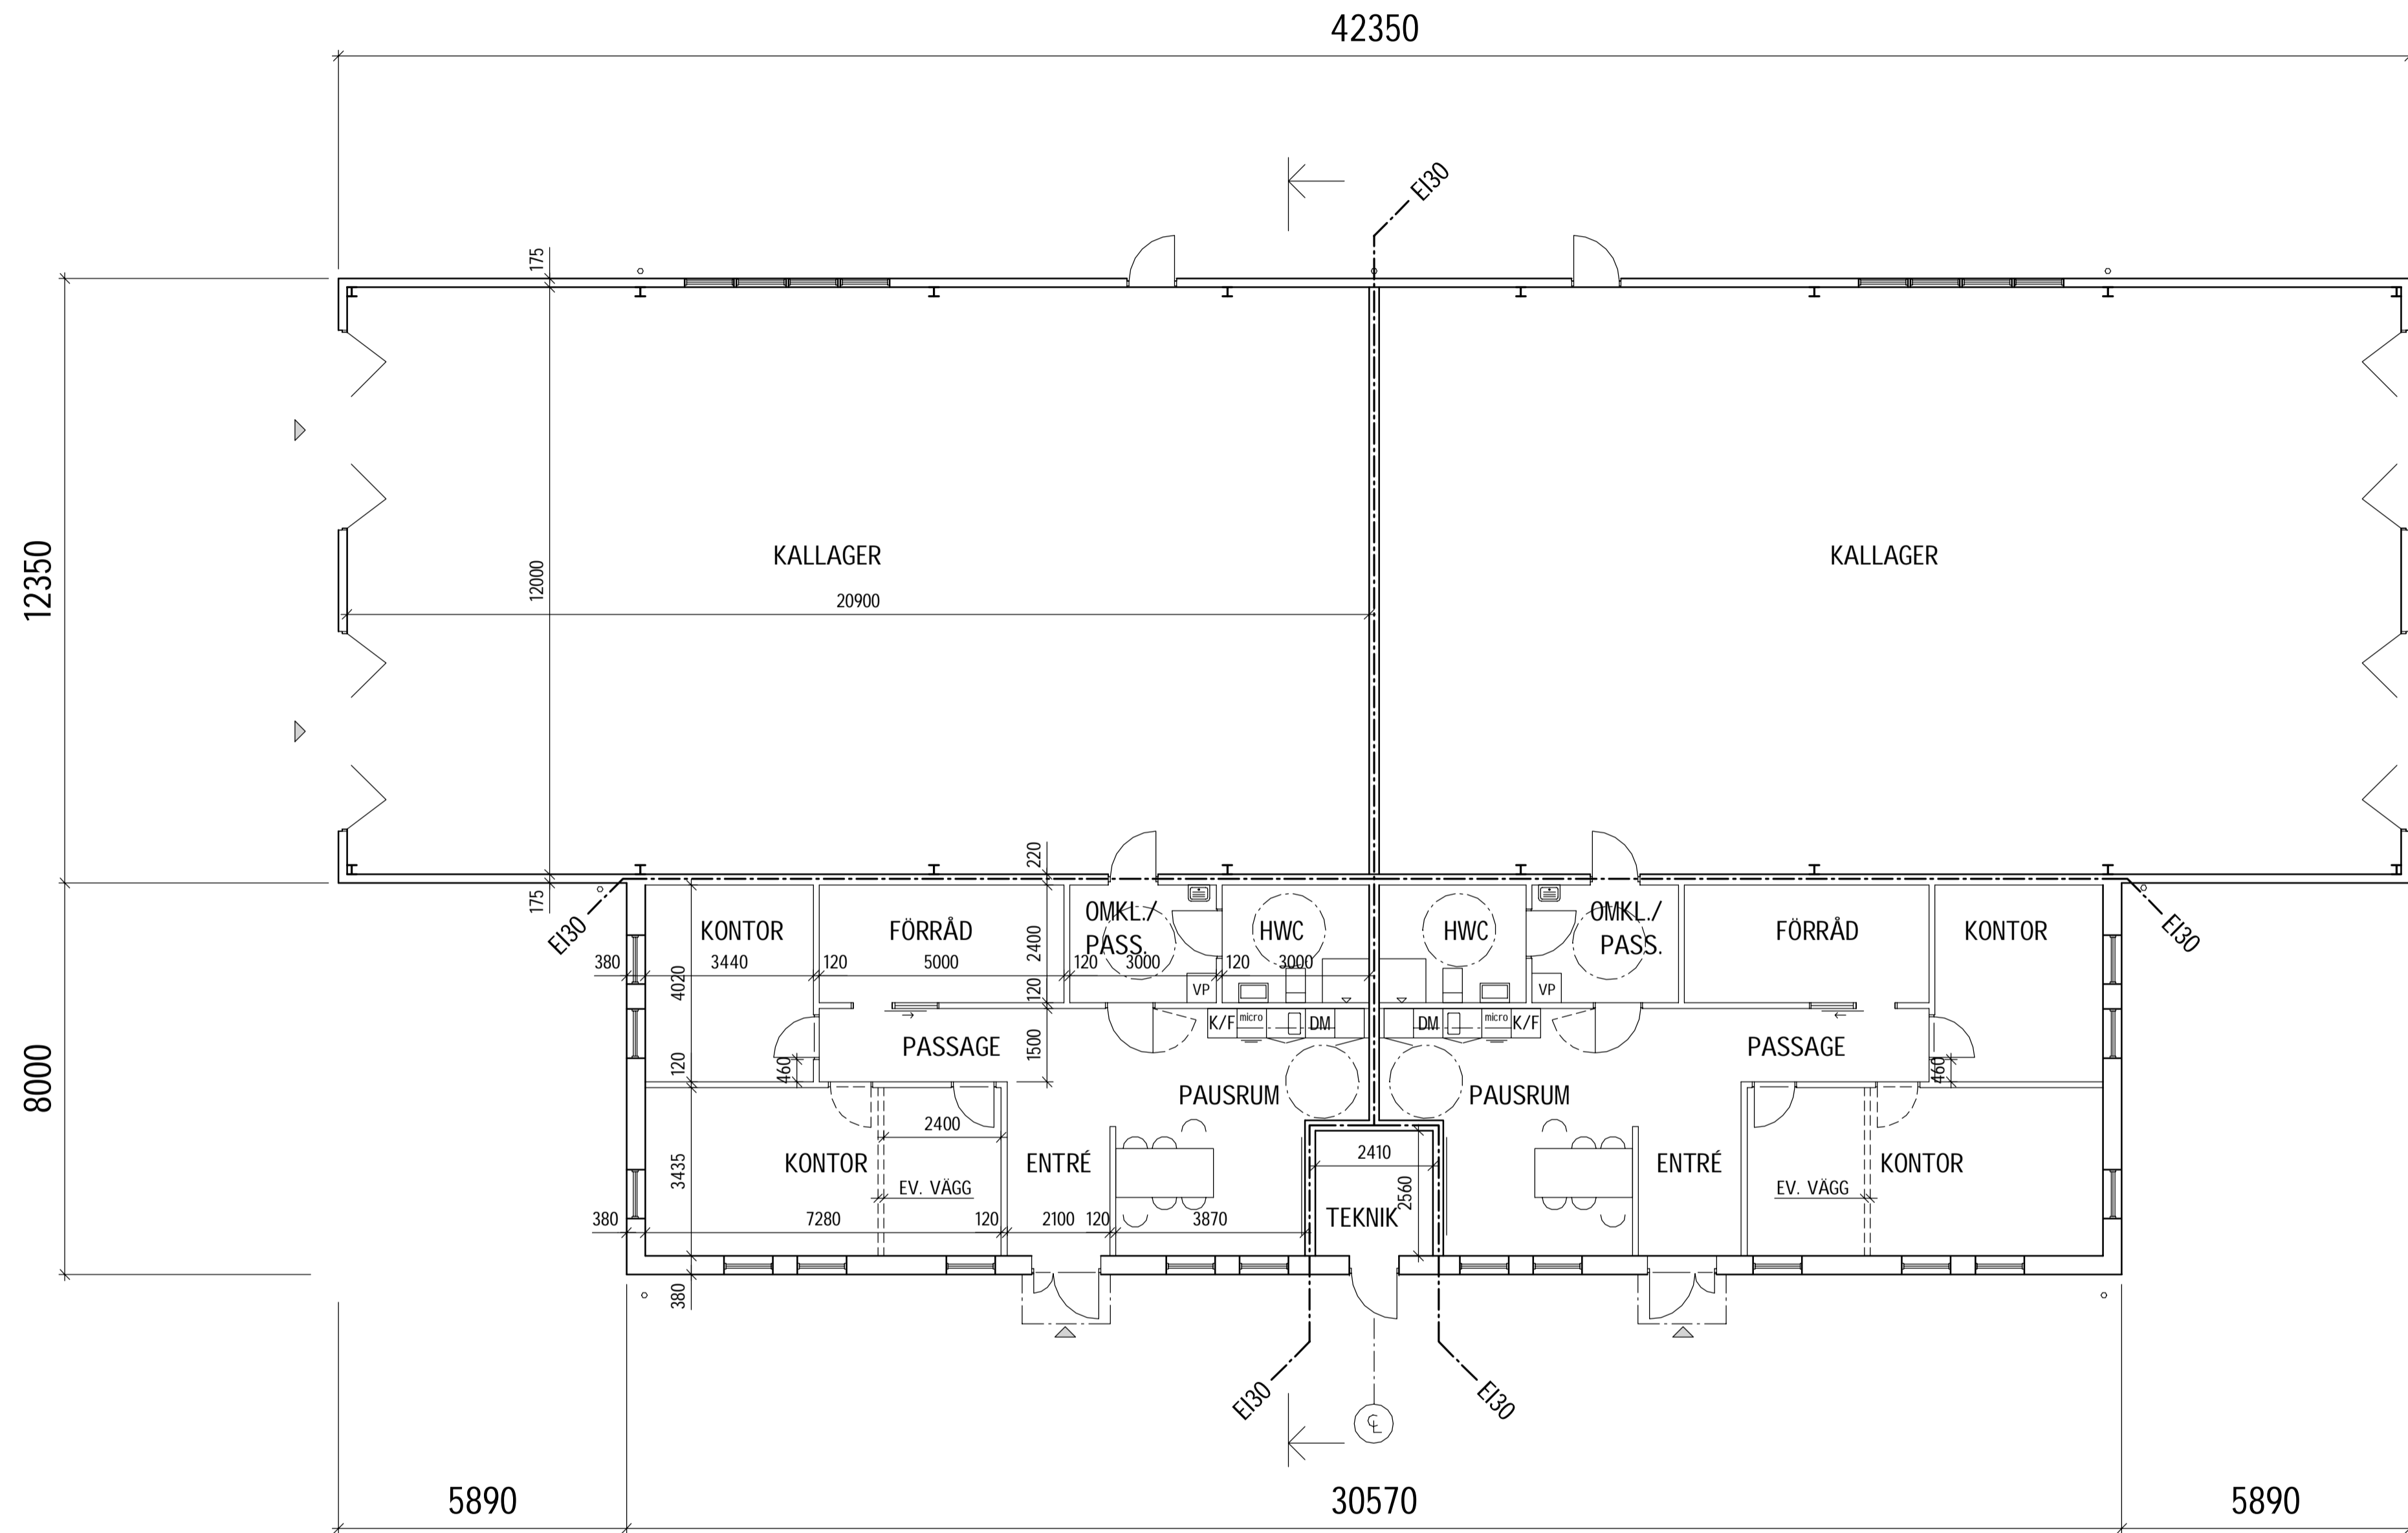 42350
EI30
175
12350
12000
KALLAGER
20900
KALLAGER
220
175
EI30
KONTOR
FÖRRÅD
OMKL./
PASS.
HWC
HWC
OMKL./
PASS.
FÖRRÅD
KONTOR
EI30
380
3440
120
5000
2400
120
3000
120
3000
4020
120
VP
VP
K/F
micro
DM
DM
micro
K/F
PASSAGE
1500
PASSAGE
8000
120
460
460
PAUSRUM
PAUSRUM
2400
KONTOR
ENTRÉ
2410
ENTRÉ
KONTOR
3435
EV. VÄGG
2560
EV. VÄGG
TEKNIK
380
7280
120
2100
120
3870
380
EI30
EI30
5890
30570
5890